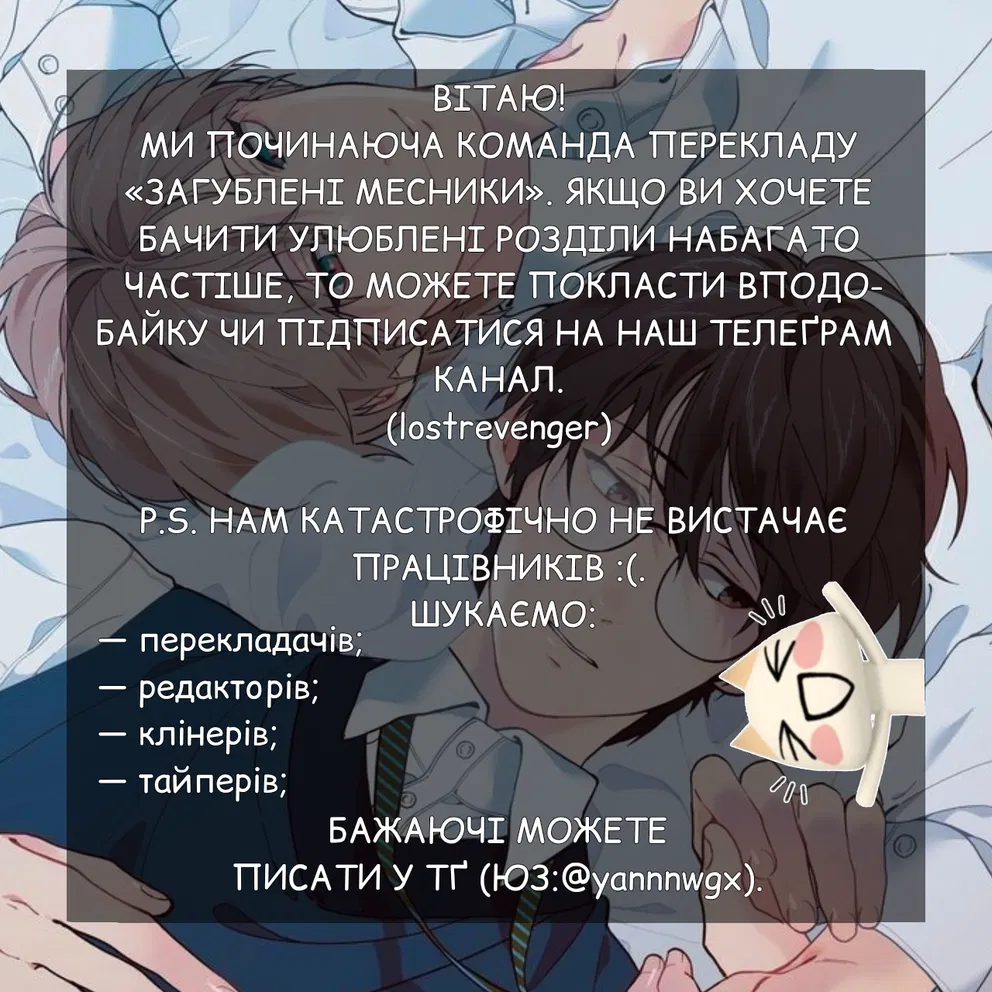 ВІТАЮ!
МИ ПОЧИНАЮЧА КОМАНДА ПЕРЕКЛАДУ
«ЗАГУБЛЕНІ МЕСНИКИ». ЯКЩО ВИ ХОЧЕТЕ
БАЧИТИ УЛЮБЛЕНІ РОЗДІЛИ НАБАГАТО
ЧАСТІШЕ, ТО МОЖЕТЕ ПОКЛАСТИ ВПОДО-
БАЙКУ ЧИ ПІДПИСАТИСЯ НА НАШ ТЕЛЕҐРАМ
КАНАЛ.
(lostrevenger)
P.S. НАМ КАТАСТРОФІЧНО НЕ ВИСТАЧАЄ
ПРАЦІВНИКІВ :(.
ШУКАЄМО:
— перекладачів;
— редакторів;
— клінерів;
— тайперів;
БАЖАЮЧІ МОЖЕТЕ
ПИСАТИ У ТҐ (ЮЗ:@yannnwgx).